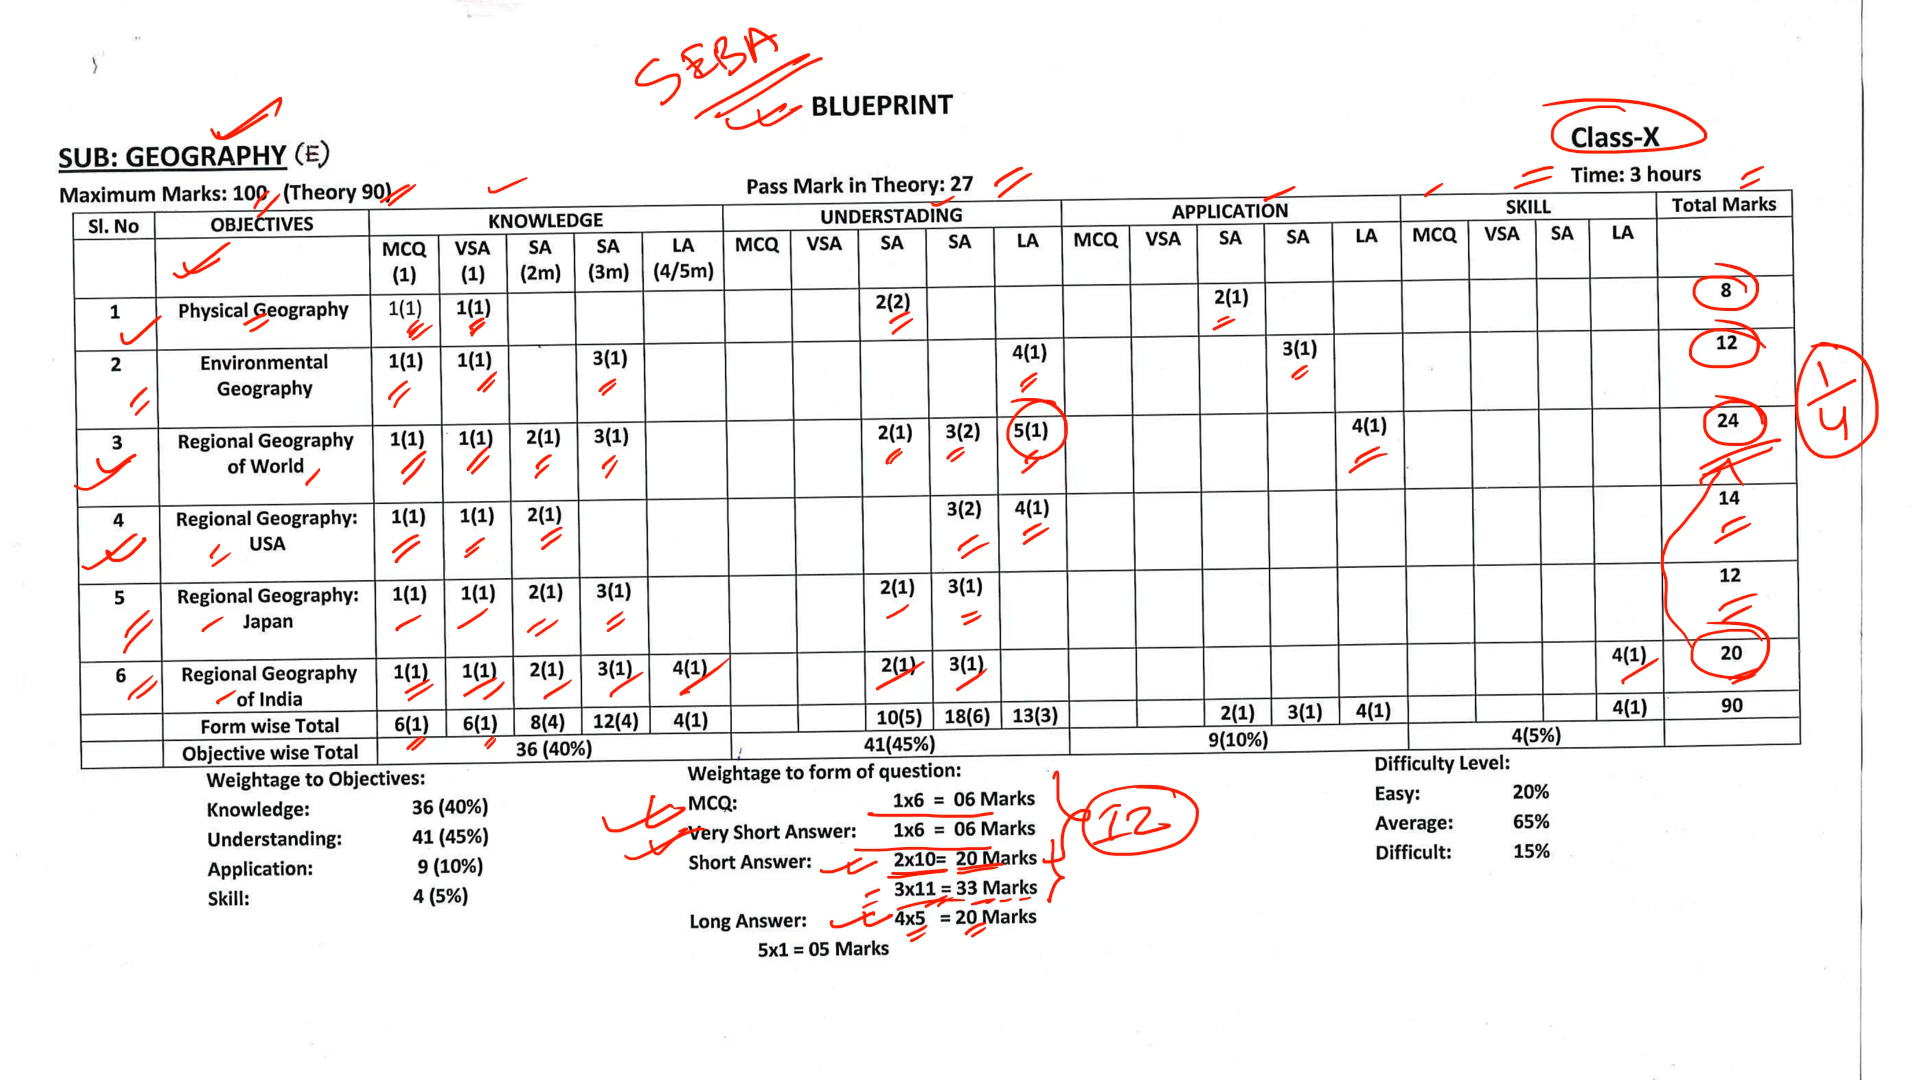 SEBA
BLUEPRINT
SUB: GEOGRAPHY (E)
Class-X
Maximum Marks: 100 (Theory 90)
Pass Mark in Theory: 27
Time: 3 hours
Sl. No OBJECTIVES KNOWLEDGE UNDERSTADING APPLICATION SKILL Total Marks
MCQ (1) VSA (1) SA (2m) SA (3m) LA (4/5m) MCQ VSA SA SA LA MCQ VSA SA SA LA MCQ VSA SA LA
1 Physical Geography 1(1) 1(1) 2(2) 2(1) 8
2 Environmental Geography 1(1) 1(1) 3(1) 4(1) 3(1) 12
1/4
3 Regional Geography of World 1(1) 1(1) 2(1) 3(1) 2(1) 3(2) 5(1) 4(1) 24
4 Regional Geography: USA 1(1) 1(1) 2(1) 3(2) 4(1) 14
5 Regional Geography: Japan 1(1) 1(1) 2(1) 3(1) 2(1) 3(1) 12
6 Regional Geography of India 1(1) 1(1) 2(1) 3(1) 4(1) 2(1) 3(1) 4(1) 20
Form wise Total 6(1) 6(1) 8(4) 12(4) 4(1) 10(5) 18(6) 13(3) 2(1) 3(1) 4(1) 4(1) 90
Objective wise Total 36 (40%) 41(45%) 9(10%) 4(5%)
Weightage to Objectives:
Knowledge: 36 (40%)
Understanding: 41 (45%)
Application: 9 (10%)
Skill: 4 (5%)
Weightage to form of question:
MCQ: 1x6 = 06 Marks
Very Short Answer: 1x6 = 06 Marks
12
Short Answer: 2x10= 20 Marks
3x11 = 33 Marks
Long Answer: 4x5 = 20 Marks
5x1 = 05 Marks
Difficulty Level:
Easy: 20%
Average: 65%
Difficult: 15%